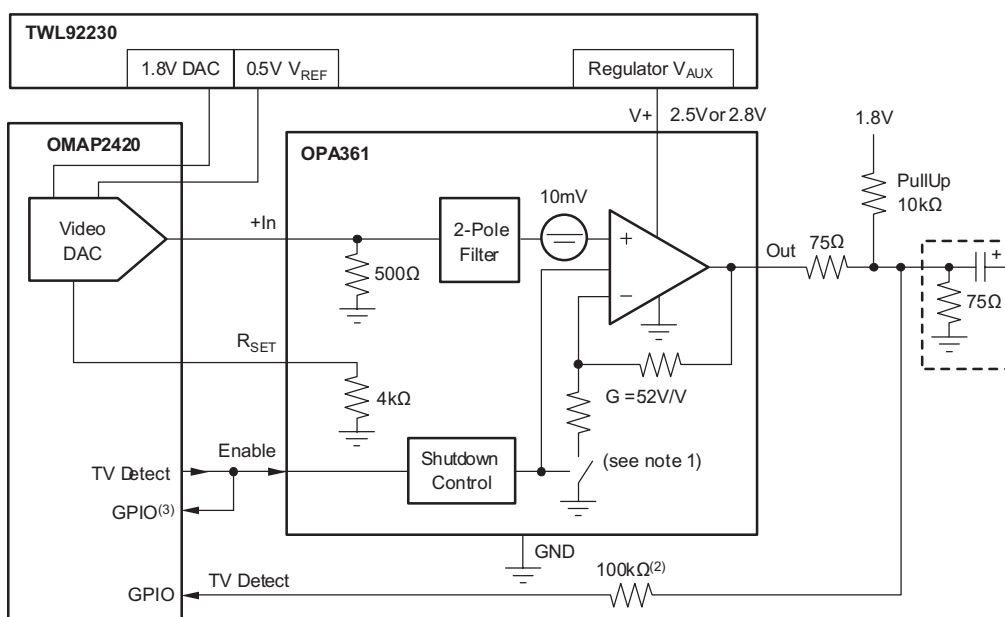 TWL92230
1.8V DAC
0.5V VREF
Regulator VAUX
V+
2.5V or 2.8V
1.8V
OMAP2420
OPA361
PullUp
10kΩ
Video
DAC
+In
10mV
2-Pole
Filter
+
−
Out
75Ω
500Ω
+
75Ω
RSET
4kΩ
G =52V/V
Enable
TV Detect
Shutdown
Control
(see note 1)
GPIO(3)
GND
100kΩ(2)
TV Detect
GPIO